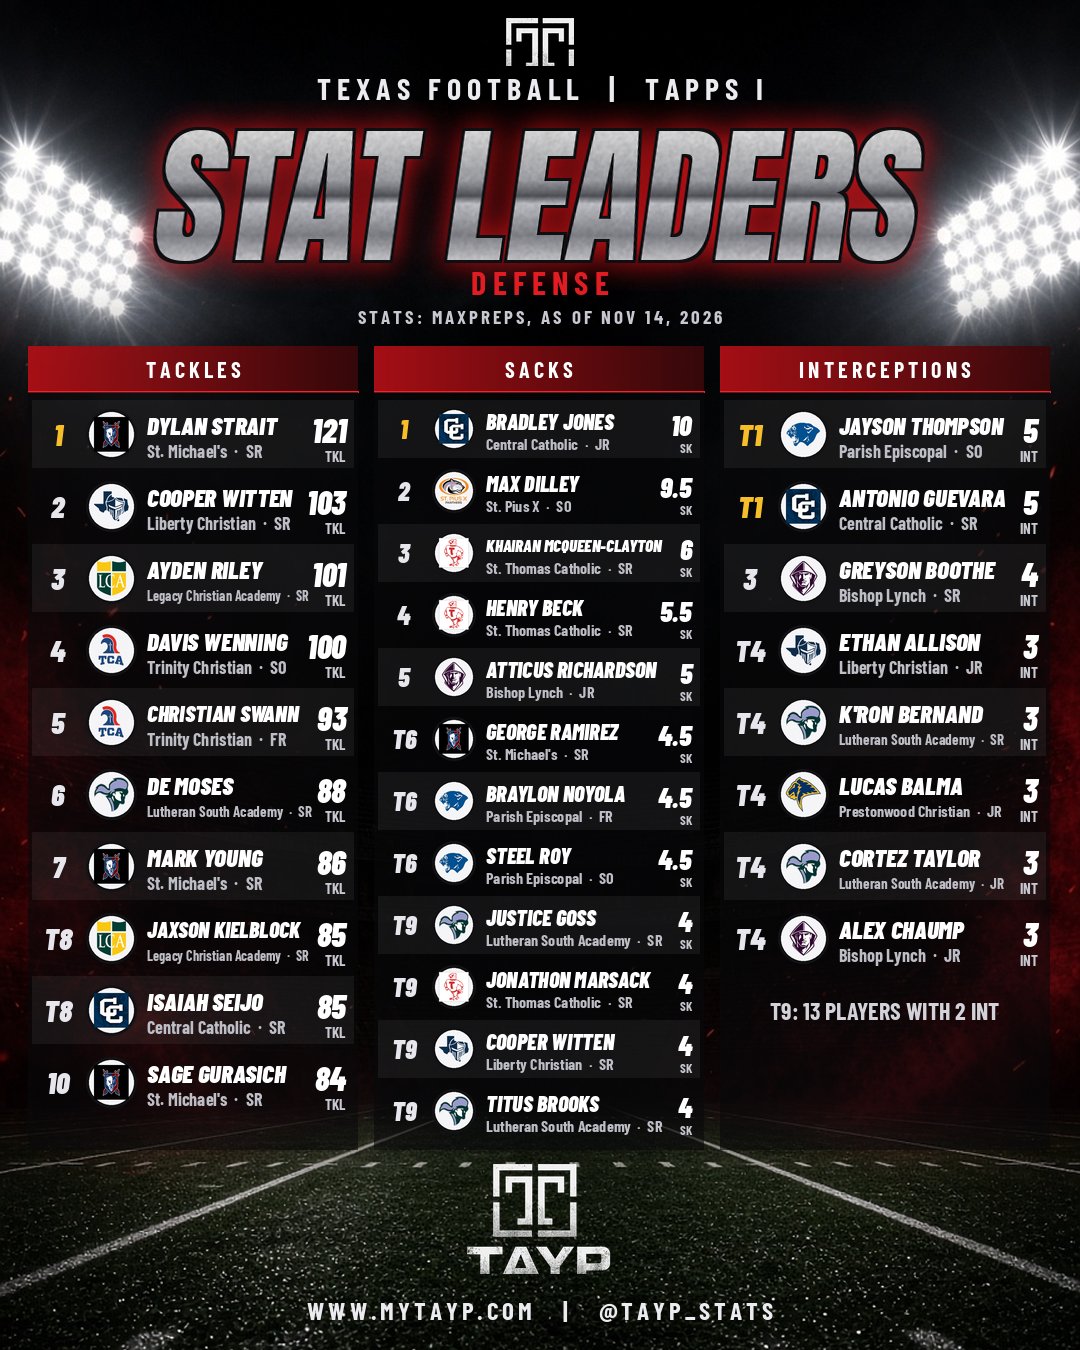 TEXAS FOOTBALL | TAPPS I
STAT LEADERS
DEFENSE
STATS: MAXPREPS, AS OF NOV 14, 2026
TACKLES
1 DYLAN STRAIT 121
St. Michael's · SR TKL
2 COOPER WITTEN 103
Liberty Christian · SR TKL
3 AYDEN RILEY 101
LCA
Legacy Christian Academy · SR TKL
4 DAVIS WENNING 100
TCA
Trinity Christian · SO TKL
5 CHRISTIAN SWANN 93
TCA
Trinity Christian · FR TKL
6 DE MOSES 88
Lutheran South Academy · SR TKL
7 MARK YOUNG 86
St. Michael's · SR TKL
T8 JAXSON KIELBLOCK 85
LCA
Legacy Christian Academy · SR TKL
T8 ISAIAH SEIJO 85
CC
Central Catholic · SR TKL
10 SAGE GURASICH 84
St. Michael's · SR TKL
SACKS
1 BRADLEY JONES 10
CC
Central Catholic · JR SK
2 MAX DILLEY 9.5
ST. PIUS X
PANTHERS
St. Pius X · SO SK
3 KHAIRAN MCQUEEN-CLAYTON 6
T
St. Thomas Catholic · SR SK
4 HENRY BECK 5.5
T
St. Thomas Catholic · SR SK
5 ATTICUS RICHARDSON 5
Bishop Lynch · JR SK
T6 GEORGE RAMIREZ 4.5
St. Michael's · SR SK
T6 BRAYLON NOYOLA 4.5
Parish Episcopal · FR SK
T6 STEEL ROY 4.5
Parish Episcopal · SO SK
T9 JUSTICE GOSS 4
Lutheran South Academy · SR SK
T9 JONATHON MARSACK 4
T
St. Thomas Catholic · SR SK
T9 COOPER WITTEN 4
Liberty Christian · SR SK
T9 TITUS BROOKS 4
Lutheran South Academy · SR SK
INTERCEPTIONS
T1 JAYSON THOMPSON 5
Parish Episcopal · SO INT
T1 ANTONIO GUEVARA 5
CC
Central Catholic · SR INT
3 GREYSON BOOTHE 4
Bishop Lynch · SR INT
T4 ETHAN ALLISON 3
Liberty Christian · JR INT
T4 K'RON BERNAND 3
Lutheran South Academy · SR INT
T4 LUCAS BALMA 3
Prestonwood Christian · JR INT
T4 CORTEZ TAYLOR 3
Lutheran South Academy · JR INT
T4 ALEX CHAUMP 3
Bishop Lynch · JR INT
T9: 13 PLAYERS WITH 2 INT
TAYP
WWW.MYTAYP.COM | @TAYP_STATS